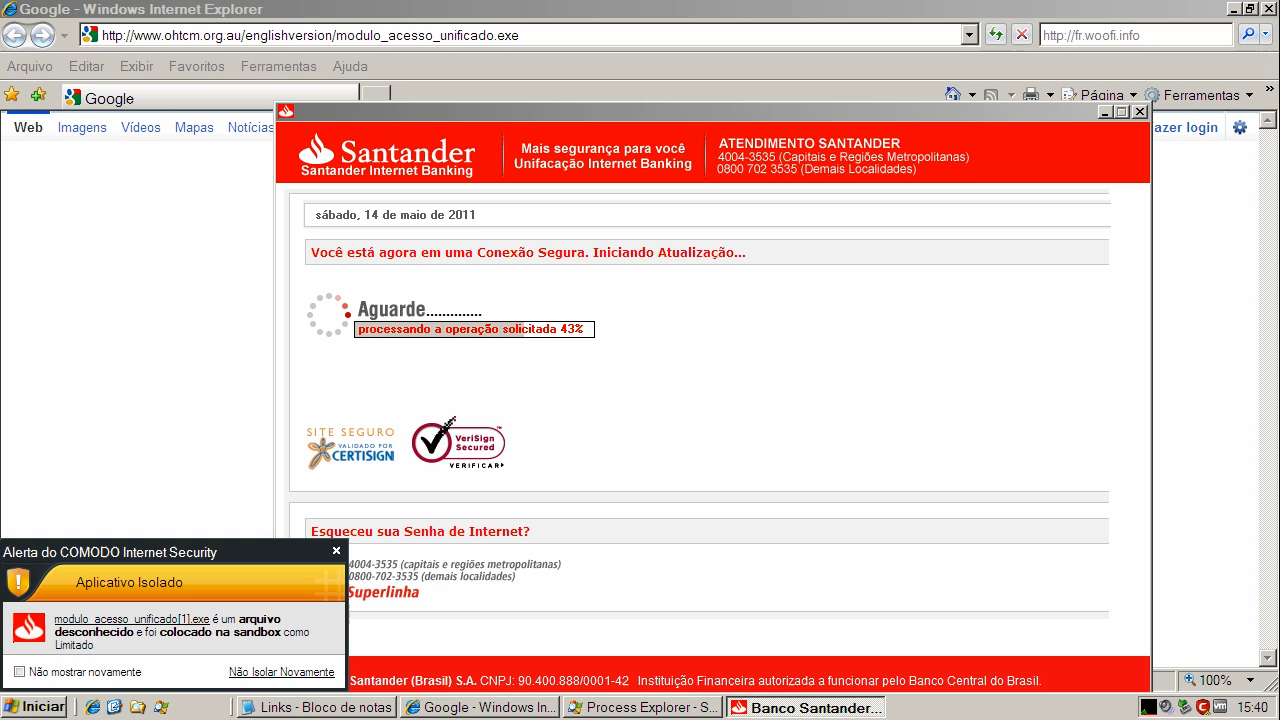 Google - Windows Internet Explorer
http://www.ohtcm.org.au/englishversion/modulo_acesso_unificado.exe
http://fr.woofi.info
Arquivo Editar Exibir Favoritos Ferramentas Ajuda
Google
Página Ferramentas
Web Imagens Vídeos Mapas Notícias
azer login
Santander
Santander Internet Banking
Mais segurança para você
Unifacação Internet Banking
ATENDIMENTO SANTANDER
4004-3535 (Capitais e Regiões Metropolitanas)
0800 702 3535 (Demais Localidades)
sábado, 14 de maio de 2011
Você está agora em uma Conexão Segura. Iniciando Atualização...
Aguarde..............
processando a operação solicitada 43%
SITE SEGURO
VALIDADO POR
CERTISIGN
VeriSign
Secured
VERIFICAR
Esqueceu sua Senha de Internet?
4004-3535 (capitais e regiões metropolitanas)
0800-702-3535 (demais localidades)
Superlinha
Santander (Brasil) S.A. CNPJ: 90.400.888/0001-42 Instituição Financeira autorizada a funcionar pelo Banco Central do Brasil.
Alerta do COMODO Internet Security
Aplicativo Isolado
modulo_acesso_unificado[1].exe é um arquivo
desconhecido e foi colocado na sandbox como
Limitado
Não mostrar novamente
Não Isolar Novamente
100%
Iniciar
Links - Bloco de notas
Google - Windows In...
Process Explorer - S...
Banco Santander...
15:40